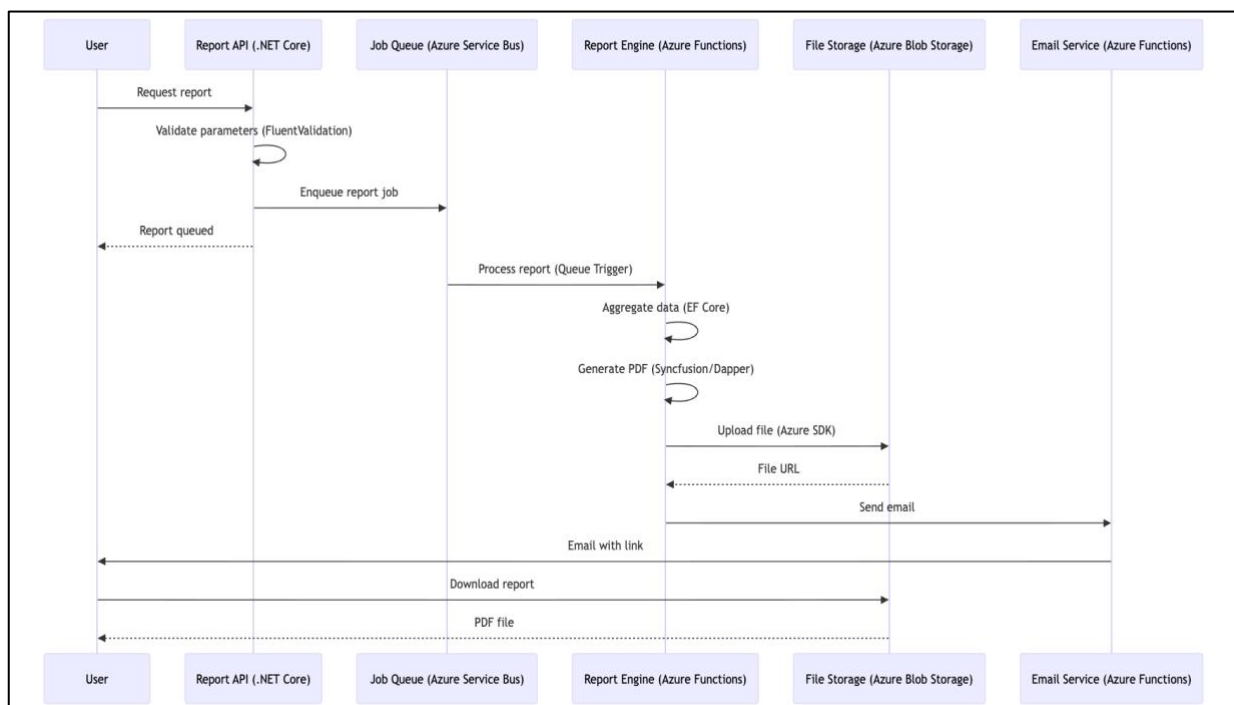 User
Report API (.NET Core)
Job Queue (Azure Service Bus)
Report Engine (Azure Functions)
File Storage (Azure Blob Storage)
Email Service (Azure Functions)
Request report
Validate parameters (FluentValidation)
Enqueue report job
Report queued
Process report (Queue Trigger)
Aggregate data (EF Core)
Generate PDF (Syncfusion/Dapper)
Upload file (Azure SDK)
File URL
Send email
Email with link
Download report
PDF file
User
Report API (.NET Core)
Job Queue (Azure Service Bus)
Report Engine (Azure Functions)
File Storage (Azure Blob Storage)
Email Service (Azure Functions)